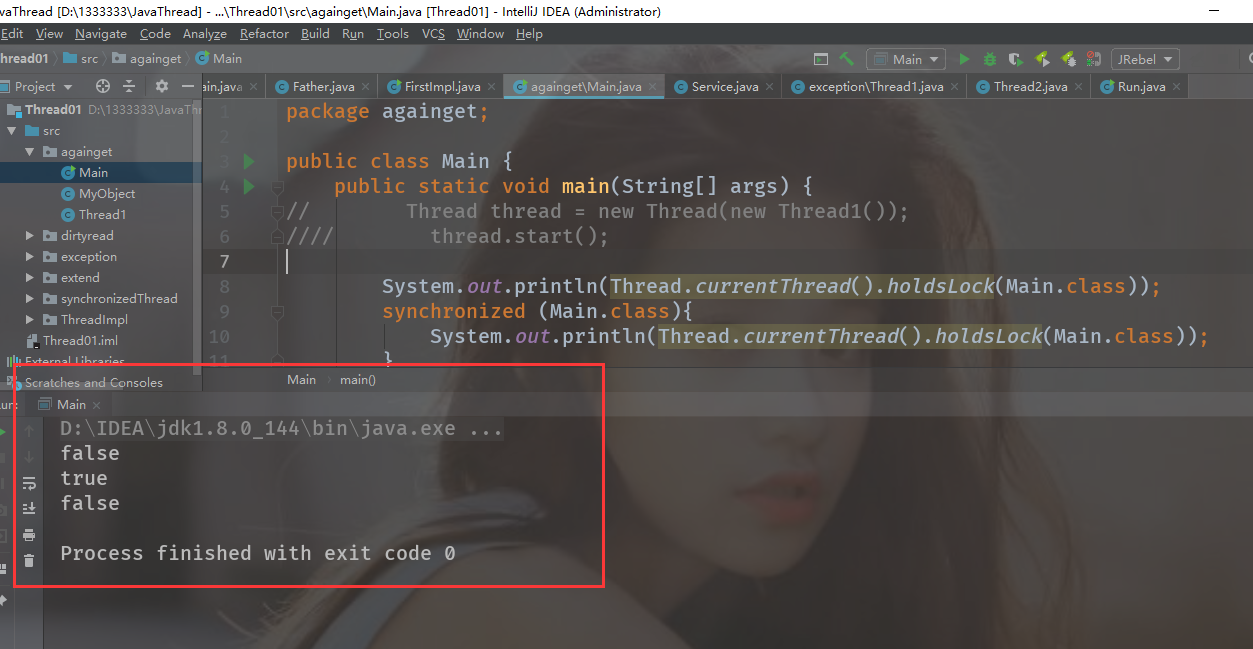 vaThread [D:\1333333\JavaThread] - ...\Thread01\src\againget\Main.java [Thread01] - IntelliJ IDEA (Administrator)
Edit View Navigate Code Analyze Refactor Build Run Tools VCS Window Help
hread01 src againget Main
Main JRebel
Project
ain.java Father.java FirstImpl.java againget\Main.java Service.java exception\Thread1.java Thread2.java Run.java
Thread01 D:\1333333\JavaThr
src
againget
Main
MyObject
Thread1
dirtyread
exception
extend
synchronizedThread
ThreadImpl
Thread01.iml
External Libraries
Scratches and Consoles
1 package againget;
2
3 public class Main {
4 public static void main(String[] args) {
5 // Thread thread = new Thread(new Thread1());
6 //// thread.start();
7
8 System.out.println(Thread.currentThread().holdsLock(Main.class));
9 synchronized (Main.class){
10 System.out.println(Thread.currentThread().holdsLock(Main.class));
11 }
Main main()
un: Main
D:\IDEA\jdk1.8.0_144\bin\java.exe ...
false
true
false
Process finished with exit code 0